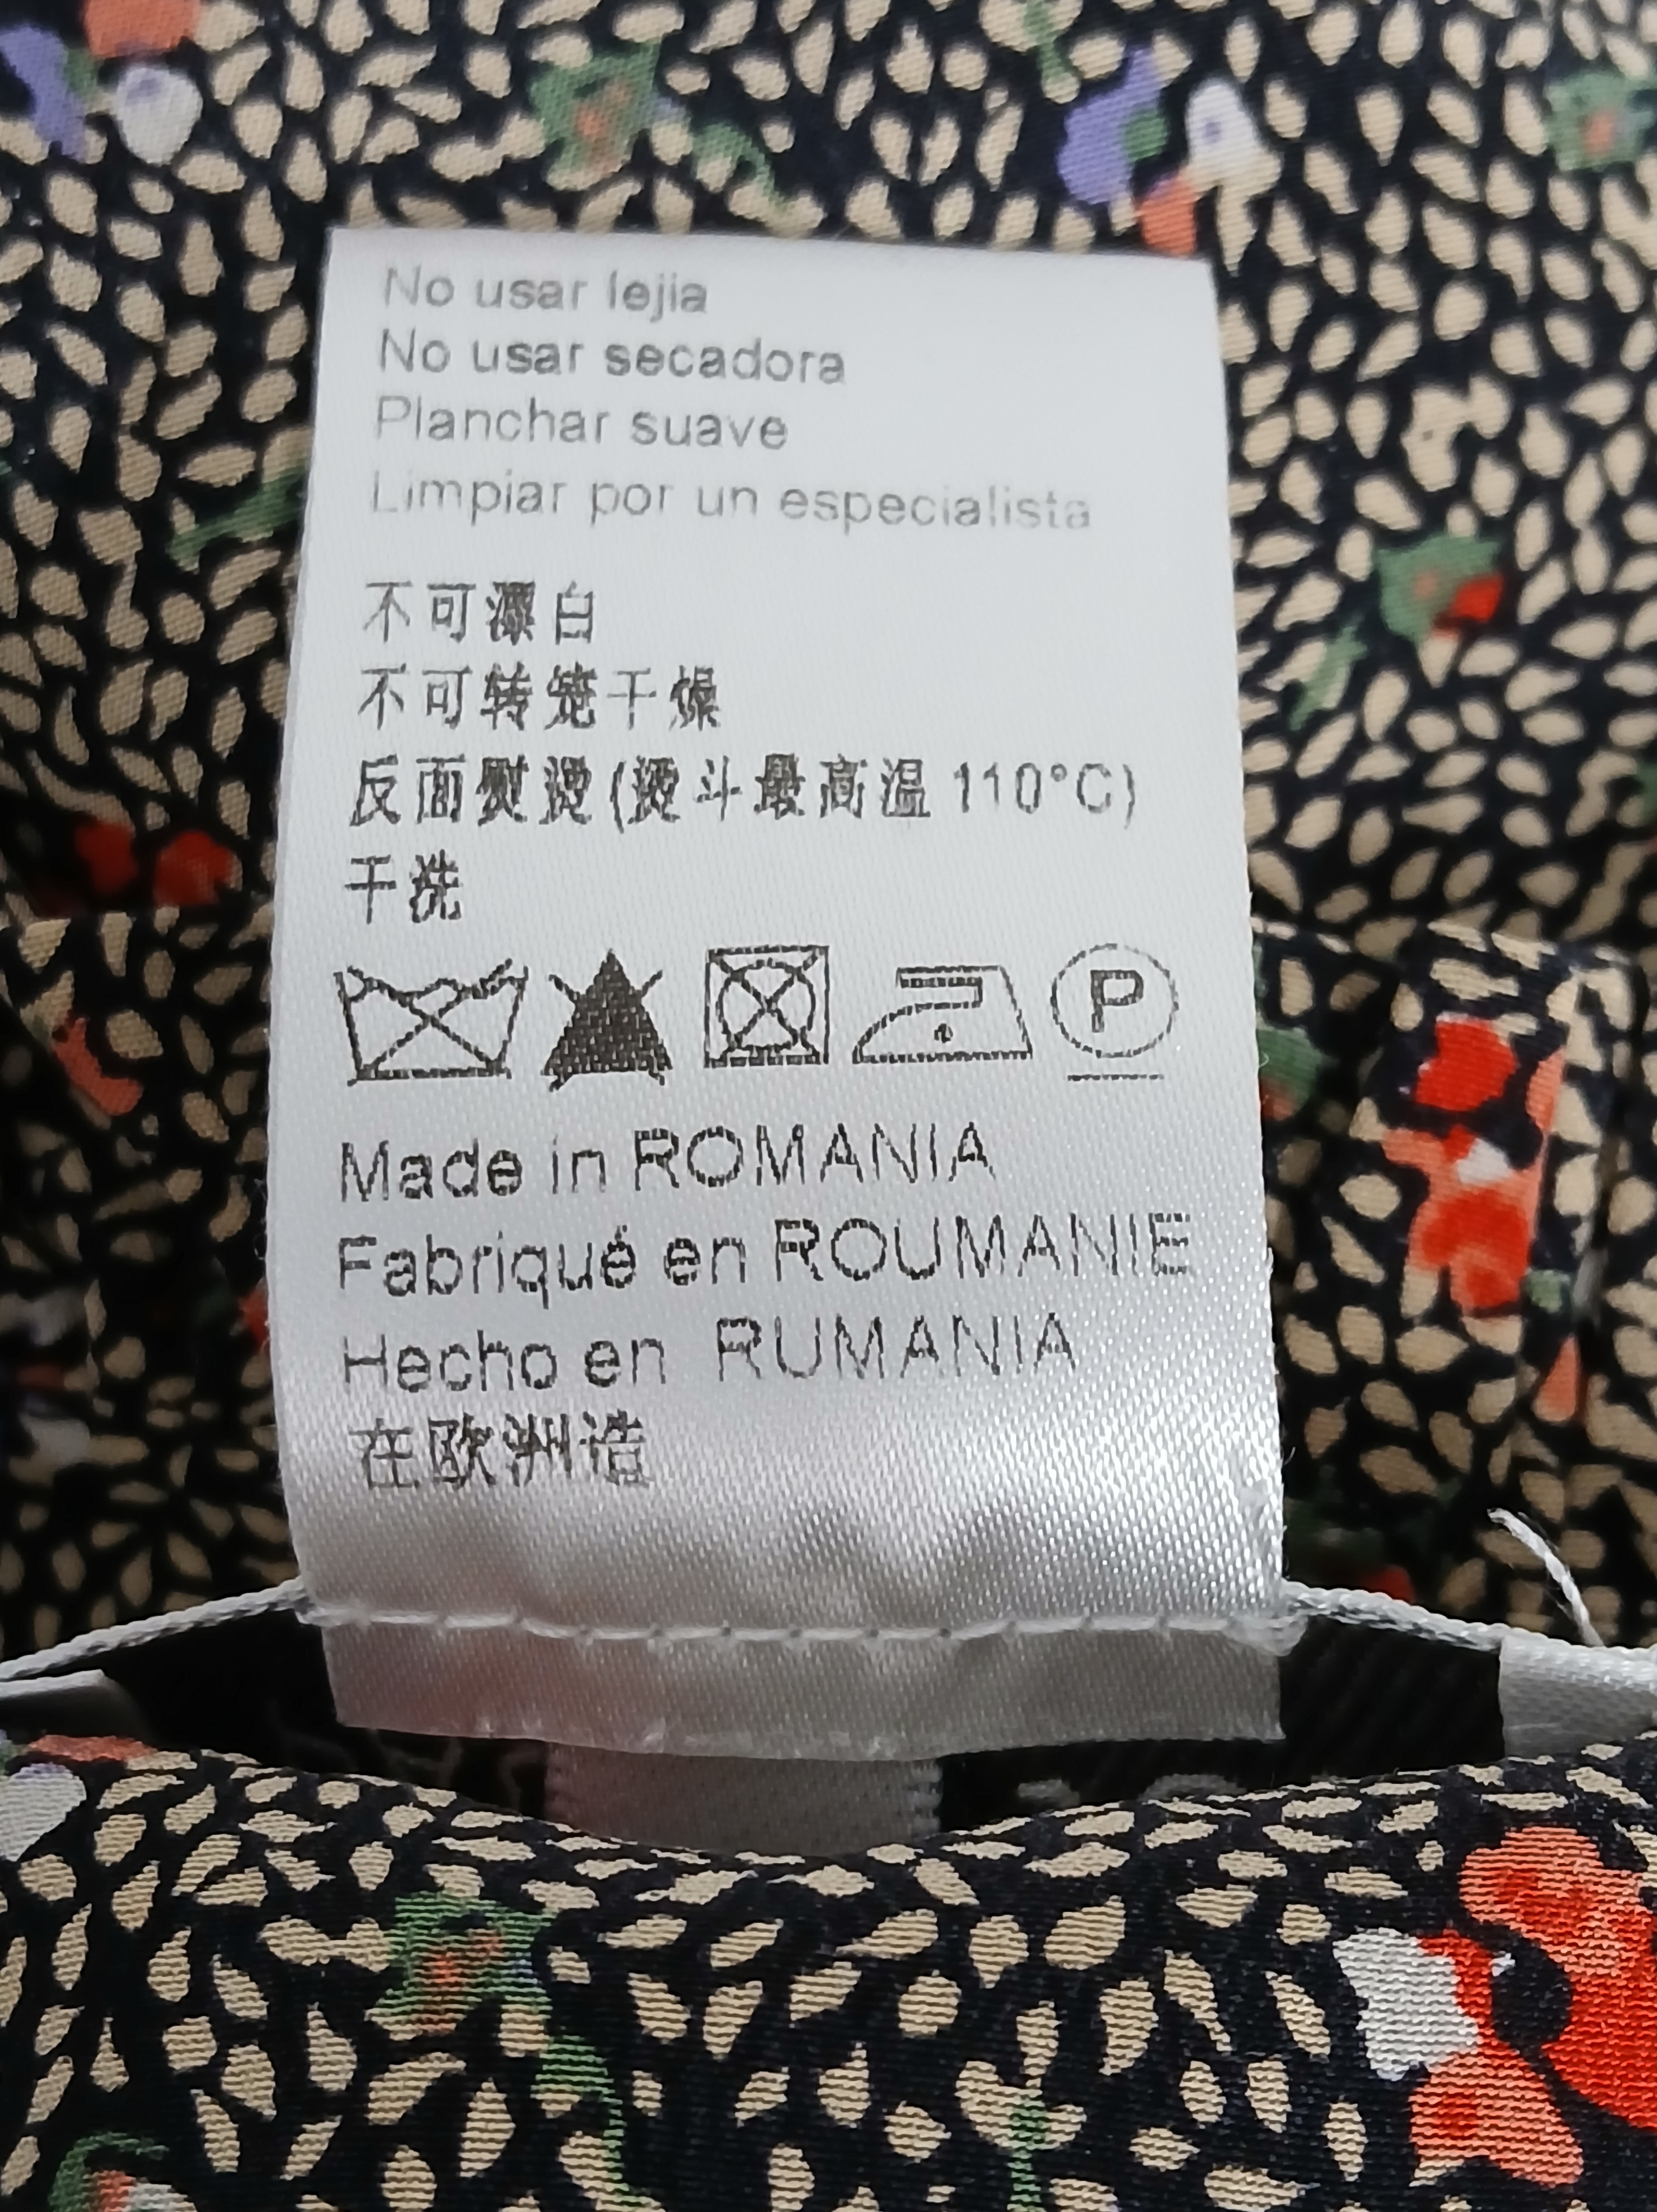 No usar lejia
No usar secadora
Planchar suave
Limpiar por un especialista
不可漂白
不可转笼干燥
反面熨烫(熨斗最高温 110°C)
干洗
P
Made in ROMANIA
Fabriqué en ROUMANIE
Hecho en RUMANIA
在欧洲造